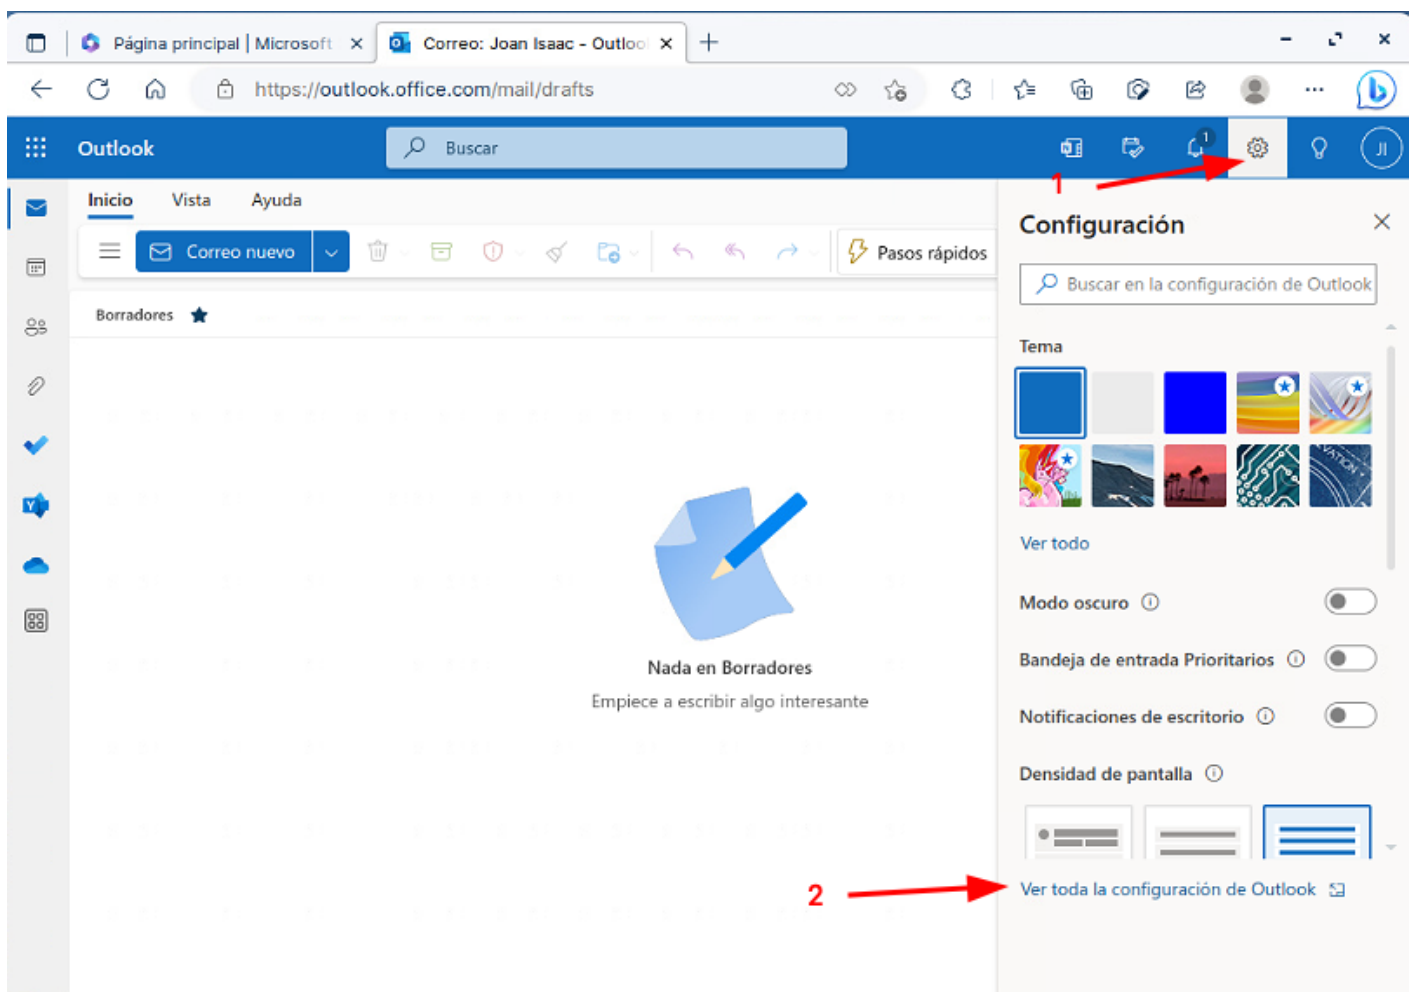 Página principal | Microsoft
Correo: Joan Isaac - Outloo
https://outlook.office.com/mail/drafts
Outlook
Buscar
1
JI
1
Inicio Vista Ayuda
Correo nuevo
Pasos rápidos
Borradores
Nada en Borradores
Empiece a escribir algo interesante
Configuración
Buscar en la configuración de Outlook
Tema
Ver todo
Modo oscuro
Bandeja de entrada Prioritarios
Notificaciones de escritorio
Densidad de pantalla
2
Ver toda la configuración de Outlook